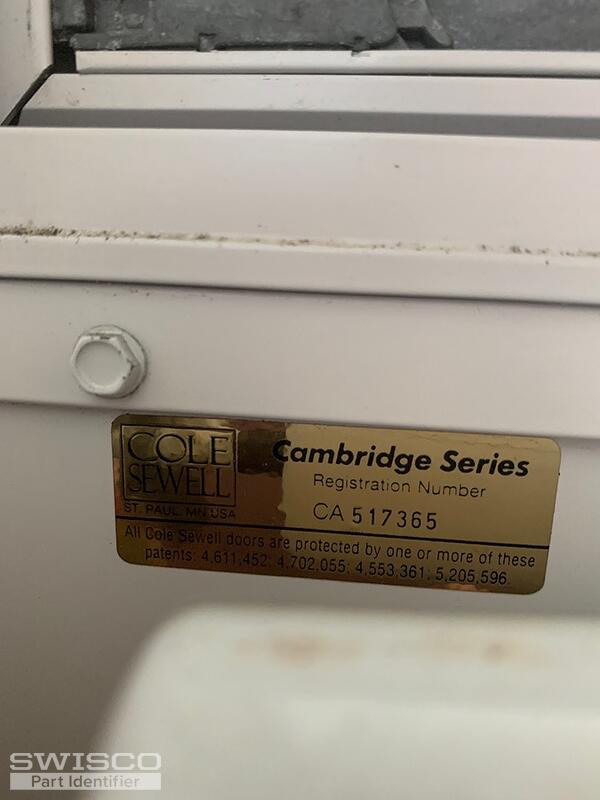 COLE
SEWELL
ST. PAUL, MN USA
Cambridge Series
Registration Number
CA 517365
All Cole Sewell doors are protected by one or more of these
patents: 4,611,452; 4,702,055; 4,553,361; 5,205,596.
SWISCO
Part Identifier